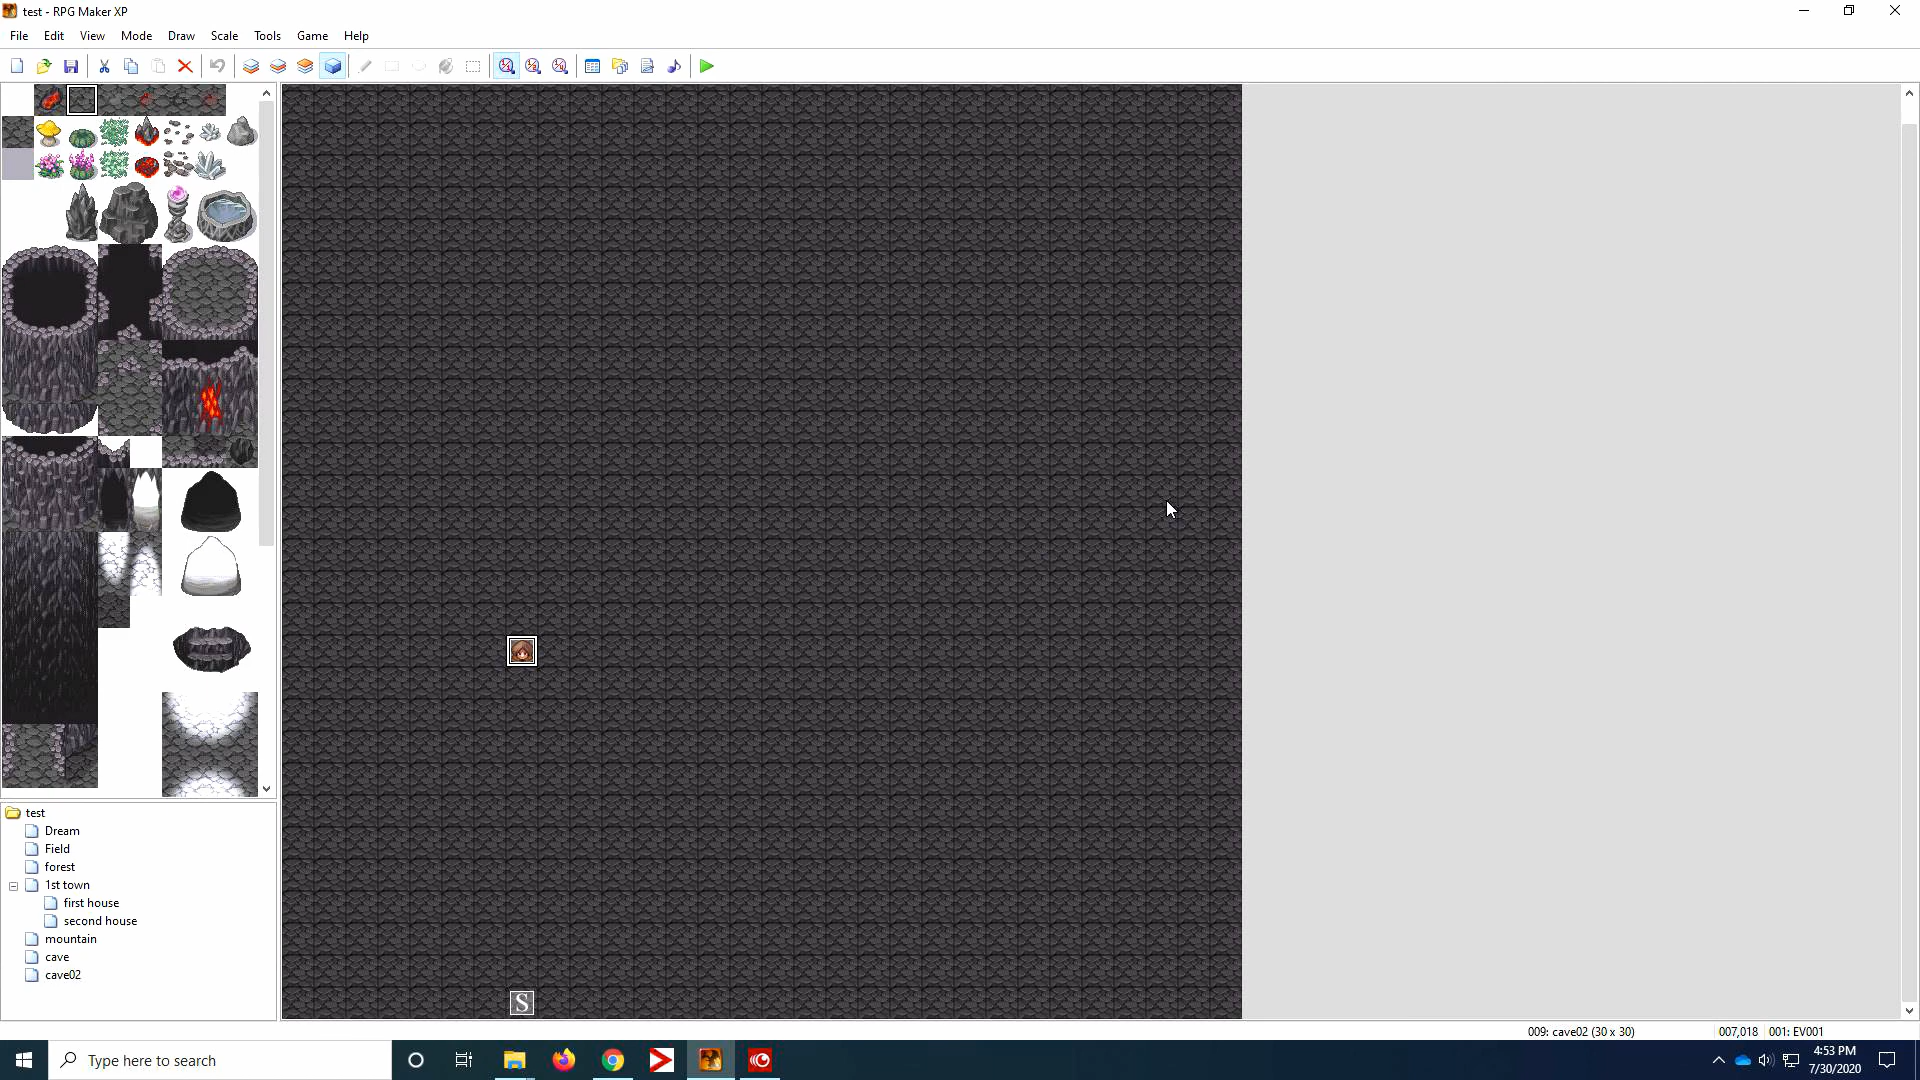 test - RPG Maker XP
File Edit View Mode Draw Scale Tools Game Help
test
Dream
Field
forest
1st town
first house
second house
mountain
cave
cave02
S
009: cave02 (30 x 30) 007,018 001: EV001
Type here to search
4:53 PM
7/30/2020